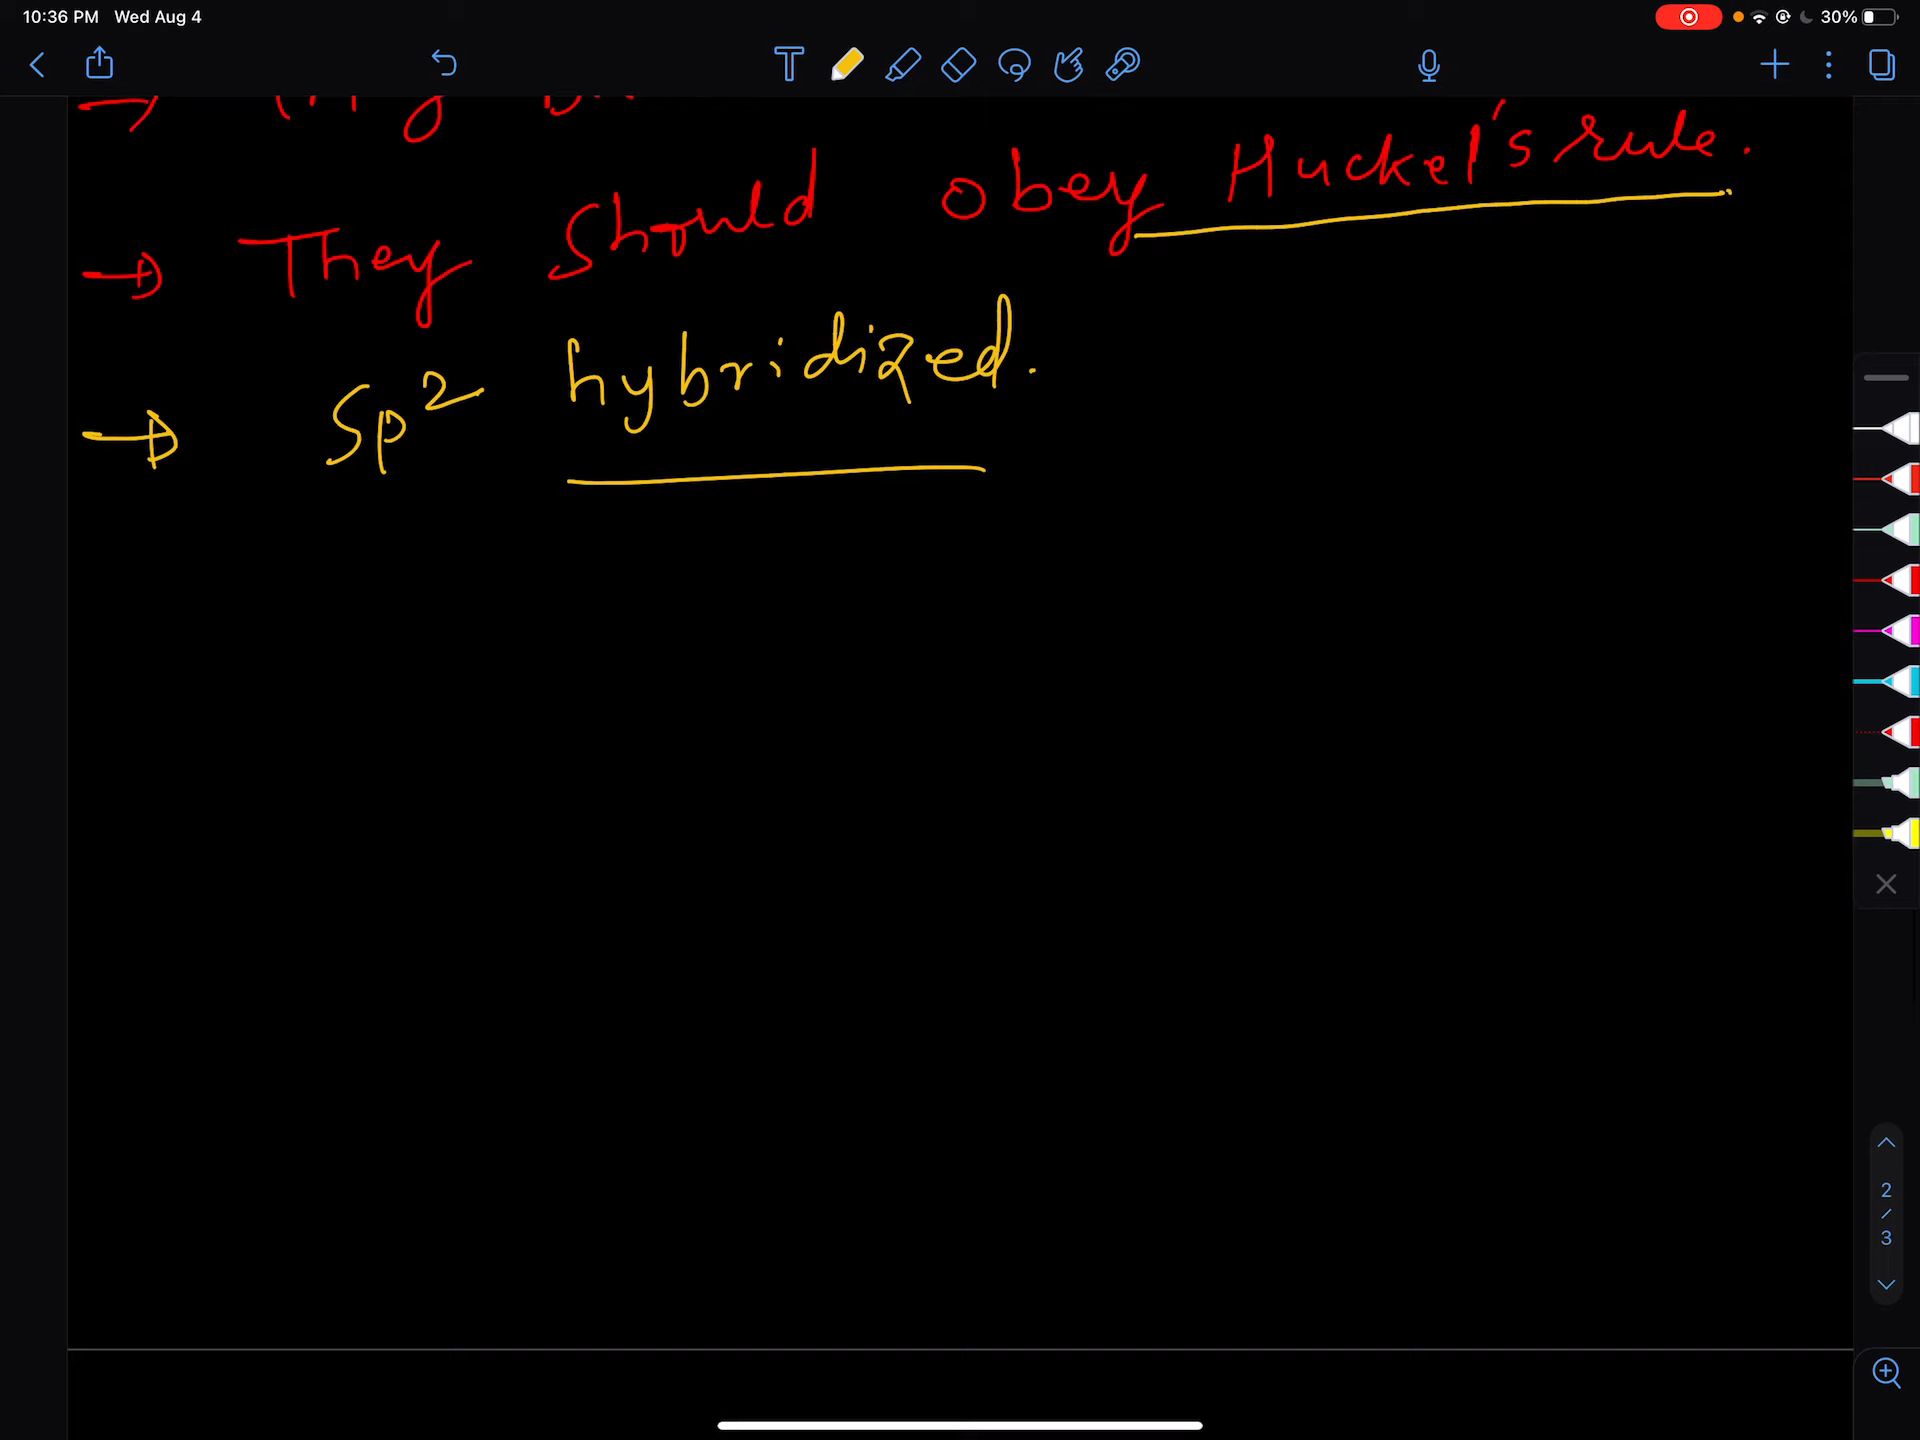 10:36 PM Wed Aug 4
30%
→ They should obey Huckel's rule.
→ Sp² hybridized.
2
/
3